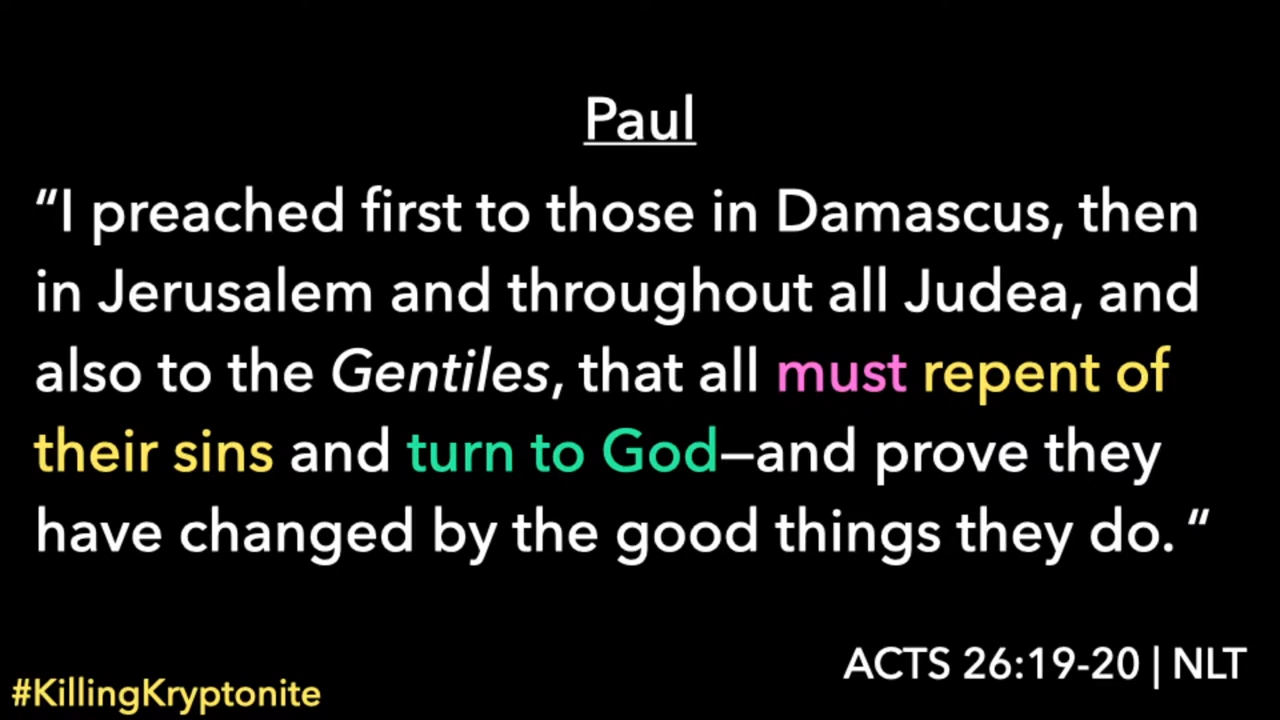 Paul
“I preached first to those in Damascus, then
in Jerusalem and throughout all Judea, and
also to the Gentiles, that all must repent of
their sins and turn to God—and prove they
have changed by the good things they do. “
ACTS 26:19-20 | NLT
#KillingKryptonite